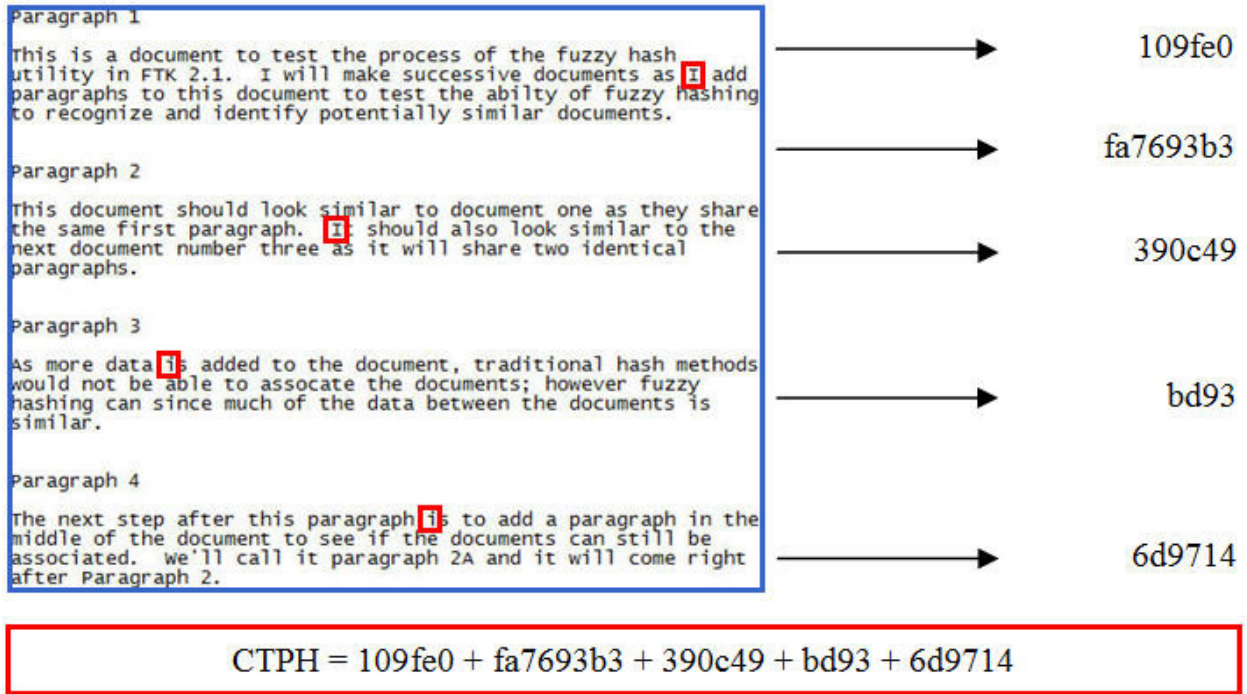 Paragraph 1
This is a document to test the process of the fuzzy hash
109fe0
utility in FTK 2.1.  I will make successive documents as I add
paragraphs to this document to test the abilty of fuzzy hashing
to recognize and identify potentially similar documents.
fa7693b3
Paragraph 2
This document should look similar to document one as they share
the same first paragraph.  It should also look similar to the
next document number three as it will share two identical
390c49
paragraphs.
Paragraph 3
As more data is added to the document, traditional hash methods
would not be able to assocate the documents; however fuzzy
bd93
hashing can since much of the data between the documents is
similar.
Paragraph 4
The next step after this paragraph is to add a paragraph in the
middle of the document to see if the documents can still be
associated.  We'll call it paragraph 2A and it will come right
6d9714
after Paragraph 2.
CTPH = 109fe0 + fa7693b3 + 390c49 + bd93 + 6d9714